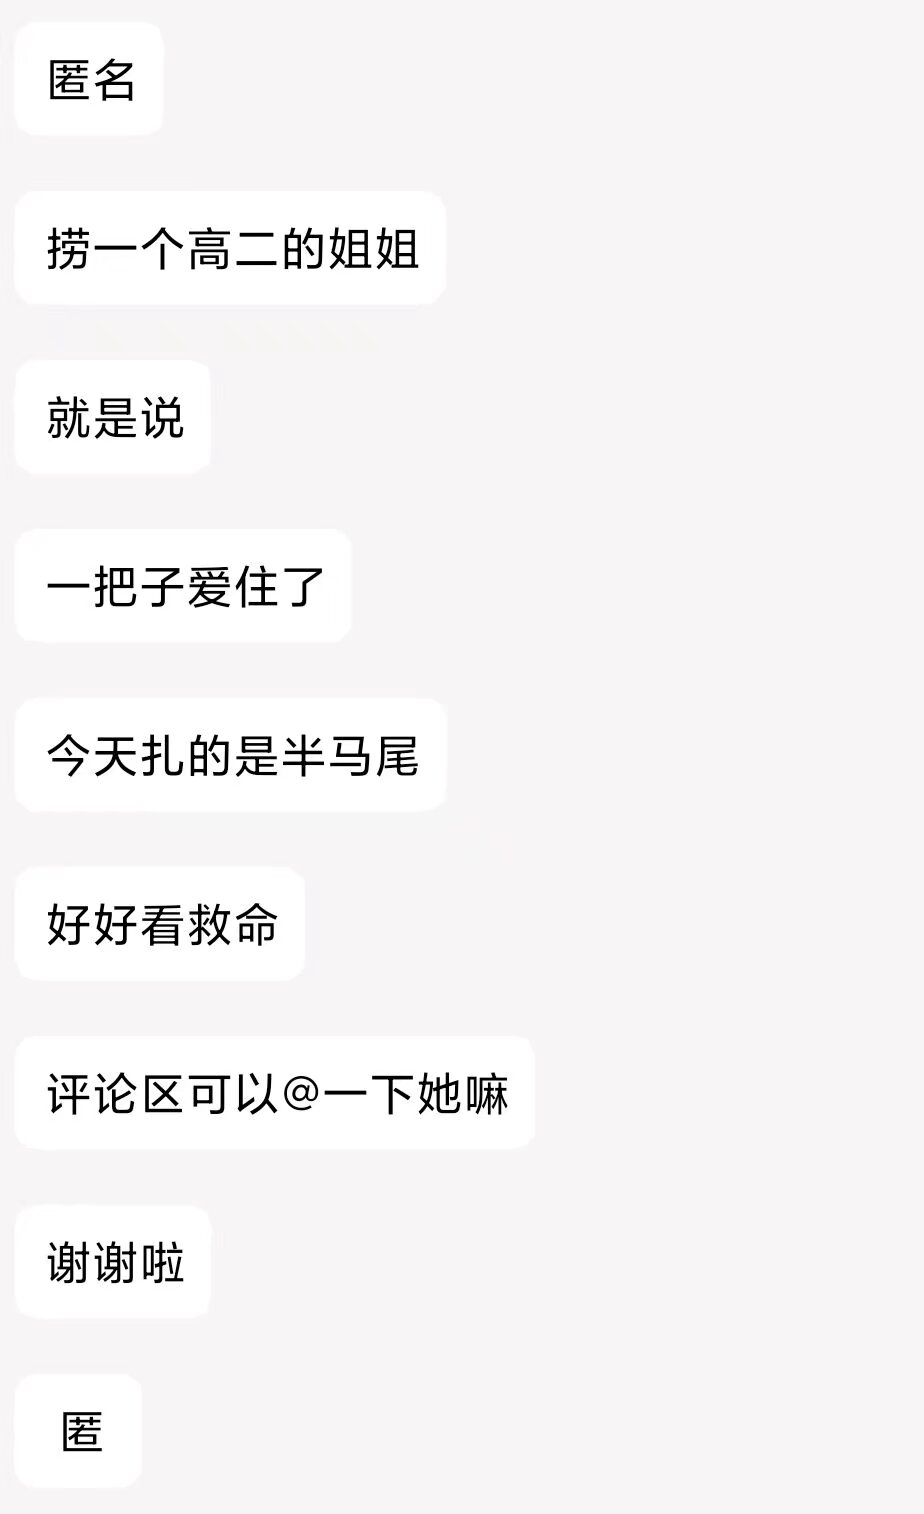 匿名
捞一个高二的姐姐
就是说
一把子爱住了
今天扎的是半马尾
好好看救命
评论区可以@一下她嘛
谢谢啦
匿